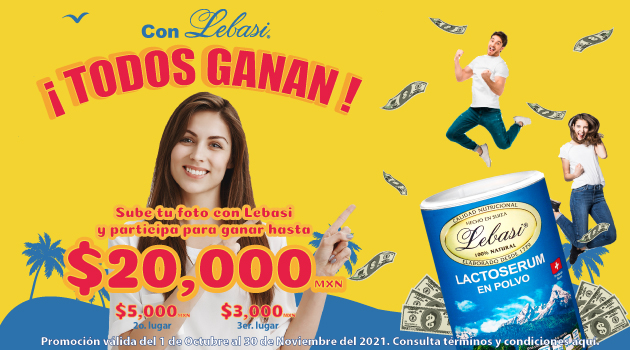 Con Lebasi®
¡TODOS GANAN!
Sube tu foto con Lebasi
y participa para ganar hasta
$20,000 MXN
$5,000 MXN
2o. lugar
$3,000 MXN
3er. lugar
CALIDAD NUTRICIONAL
HECHO EN SUIZA
Lebasi®
100% NATURAL
ELABORADO DESDE
LACTOSERUM
EN POLVO
Promoción válida del 1 de Octubre al 30 de Noviembre del 2021. Consulta términos y condiciones aquí.